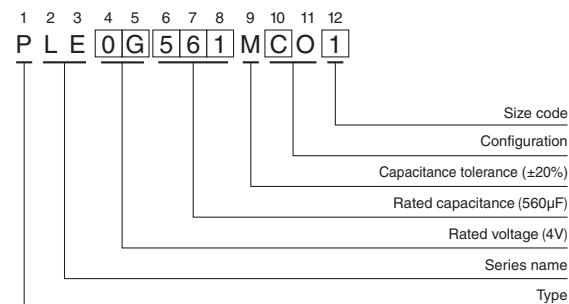 1 2 3 4 5 6 7 8 9 10 11 12
P L E 0 G 5 6 1 M C O 1
Size code
Configuration
Capacitance tolerance (±20%)
Rated capacitance (560µF)
Rated voltage (4V)
Series name
Type